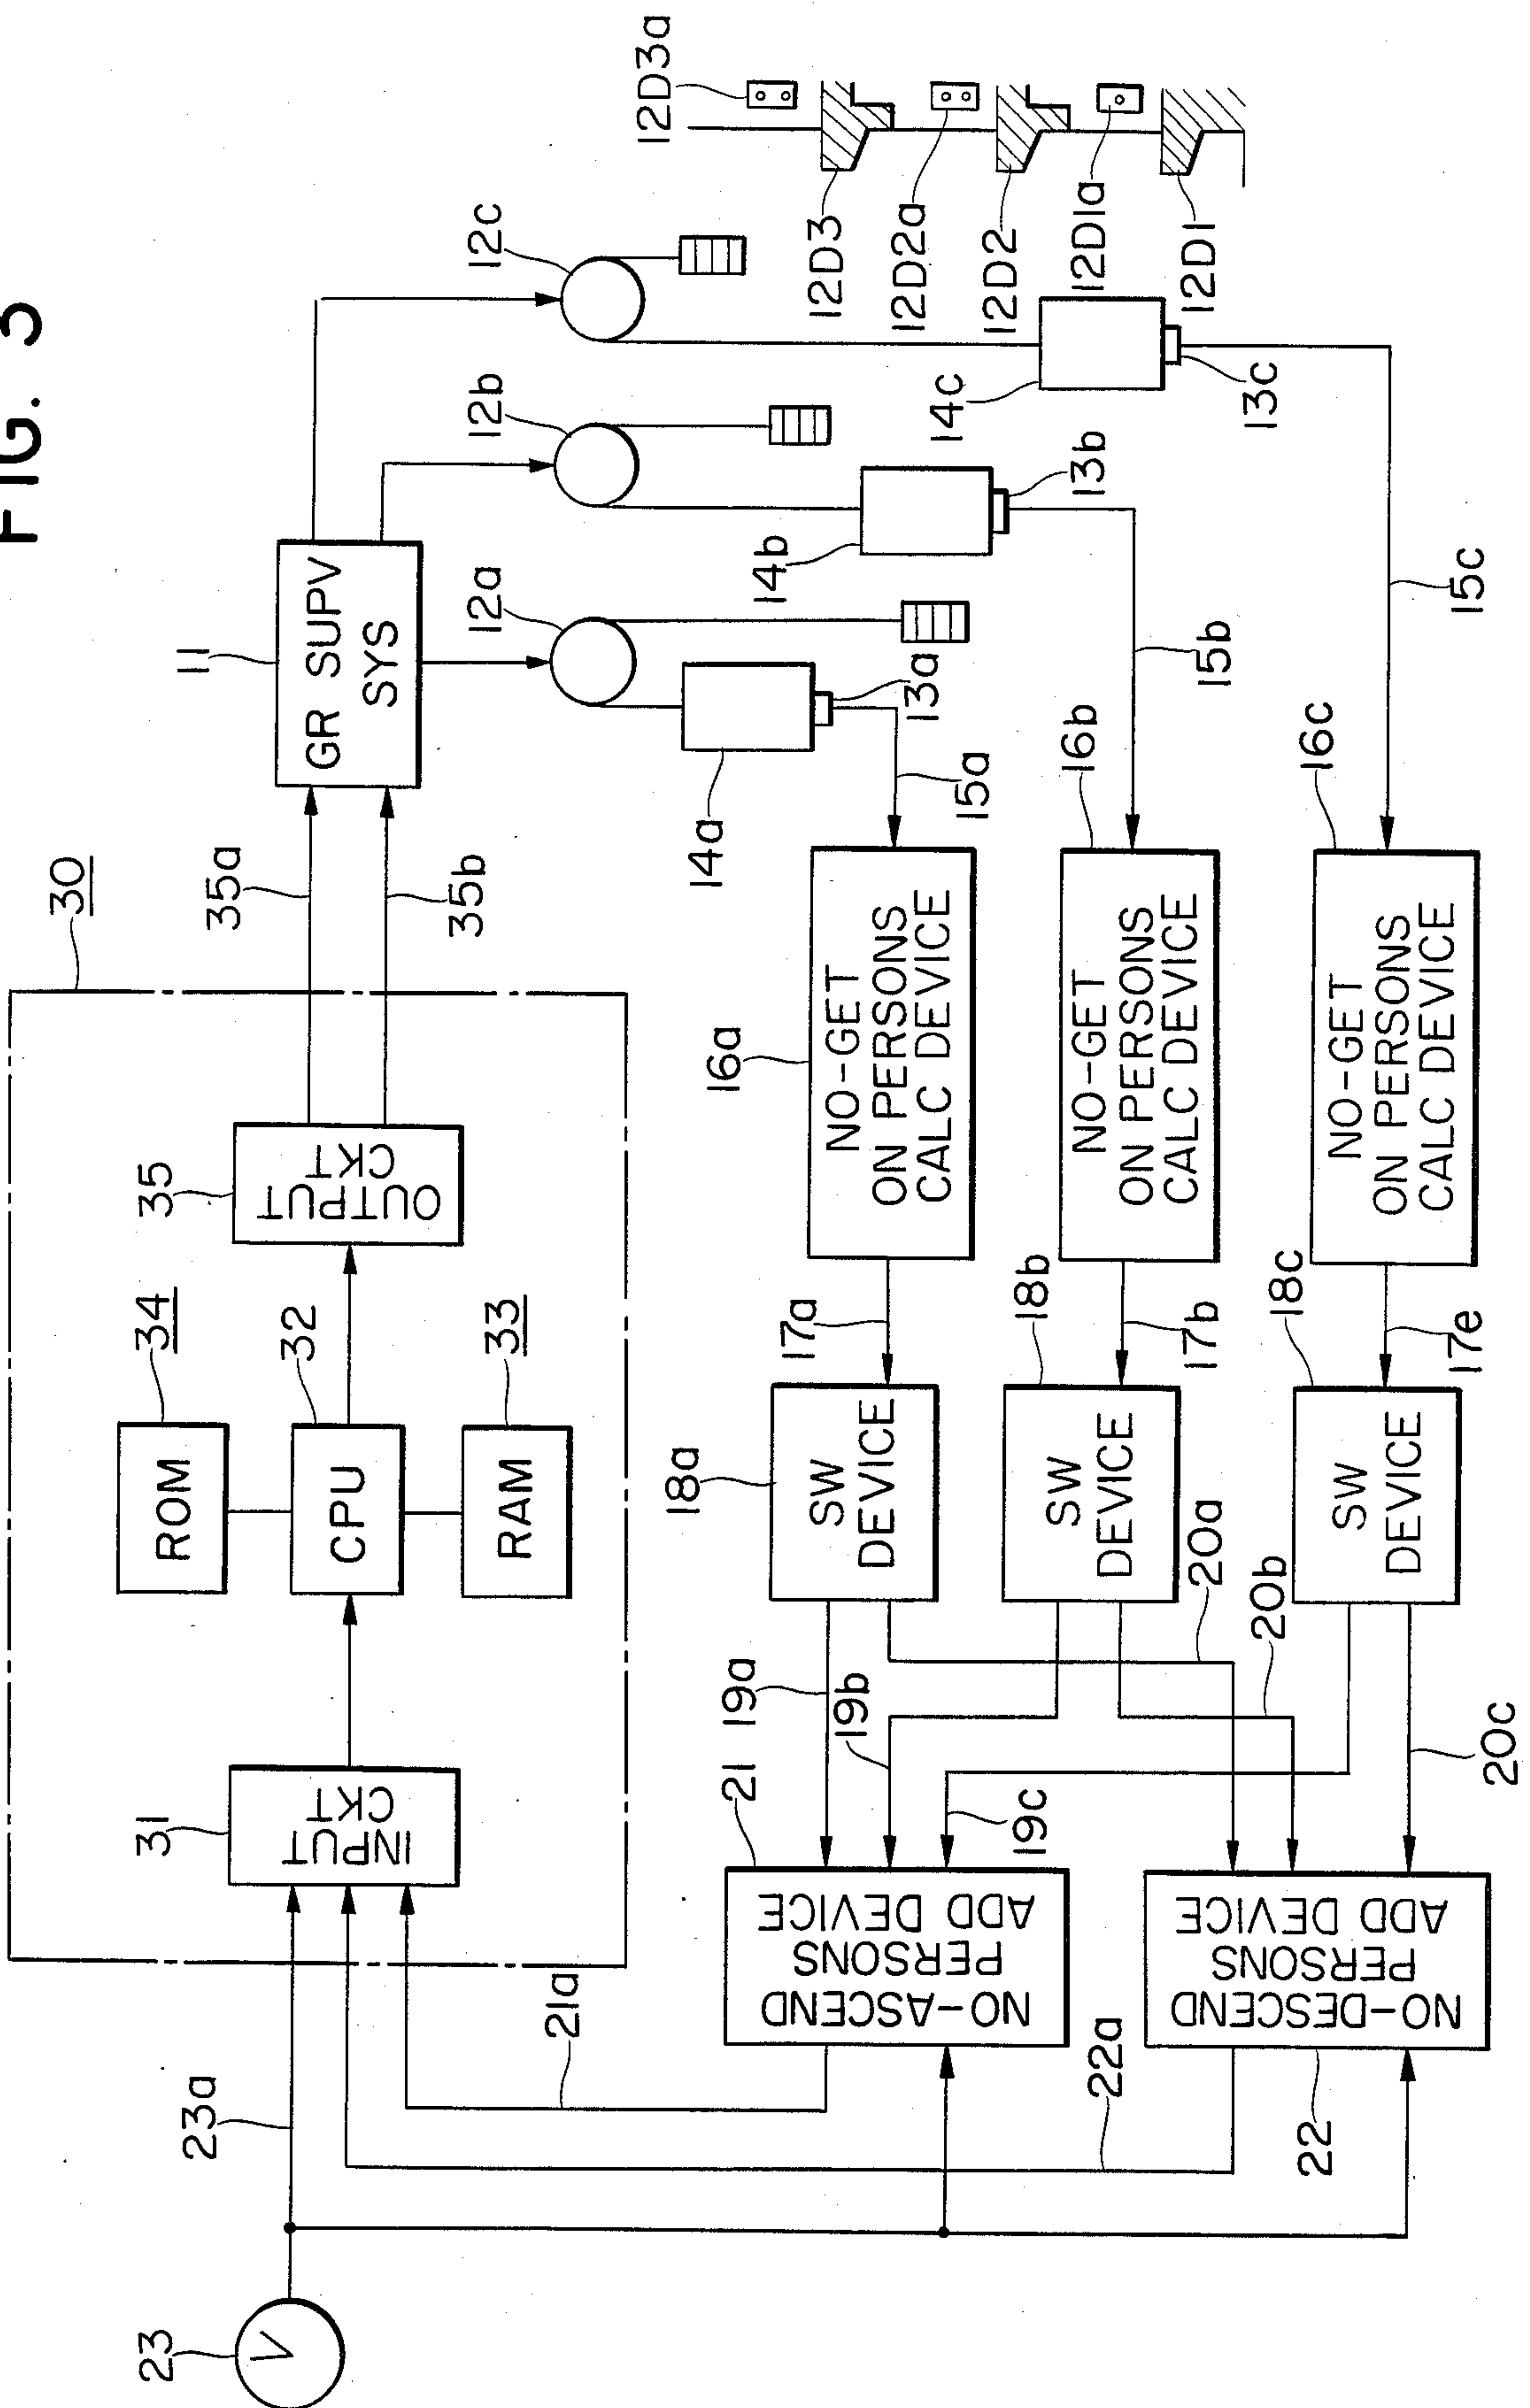 FIG. 3
12D3a
12c
12D3
12D2a
12D2
12D1a
12D1
12b
14c
13c
11
GR SUPV
SYS
12a
14b
13b
15c
13a
15b
14a
15a
16b
16c
30
35a
35b
16a
NO-GET
ON PERSONS
CALC DEVICE
NO-GET
ON PERSONS
CALC DEVICE
NO-GET
ON PERSONS
CALC DEVICE
35
OUTPUT
CKT
34
32
33
17a
18b
17b
18c
17e
ROM
CPU
RAM
18a
SW
DEVICE
SW
DEVICE
SW
DEVICE
20a
20b
20c
19a
19b
19c
31
INPUT
CKT
21
NO-ASCEND
PERSONS
ADD DEVICE
NO-DESCEND
PERSONS
ADD DEVICE
21a
22a
22
23a
23
V